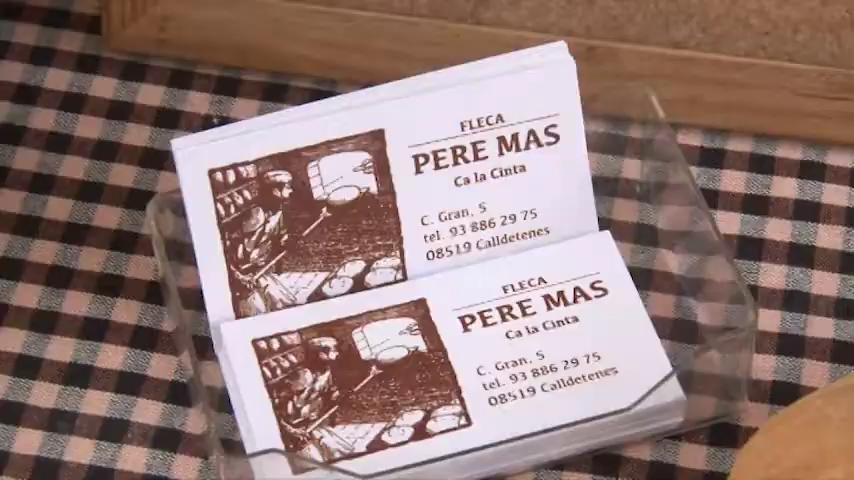 FLECA
PERE MAS
Ca la Cinta
C. Gran, 5
tel. 93 886 29 75
08519 Calldetenes
FLECA
PERE MAS
Ca la Cinta
C. Gran, 5
tel. 93 886 29 75
08519 Calldetenes